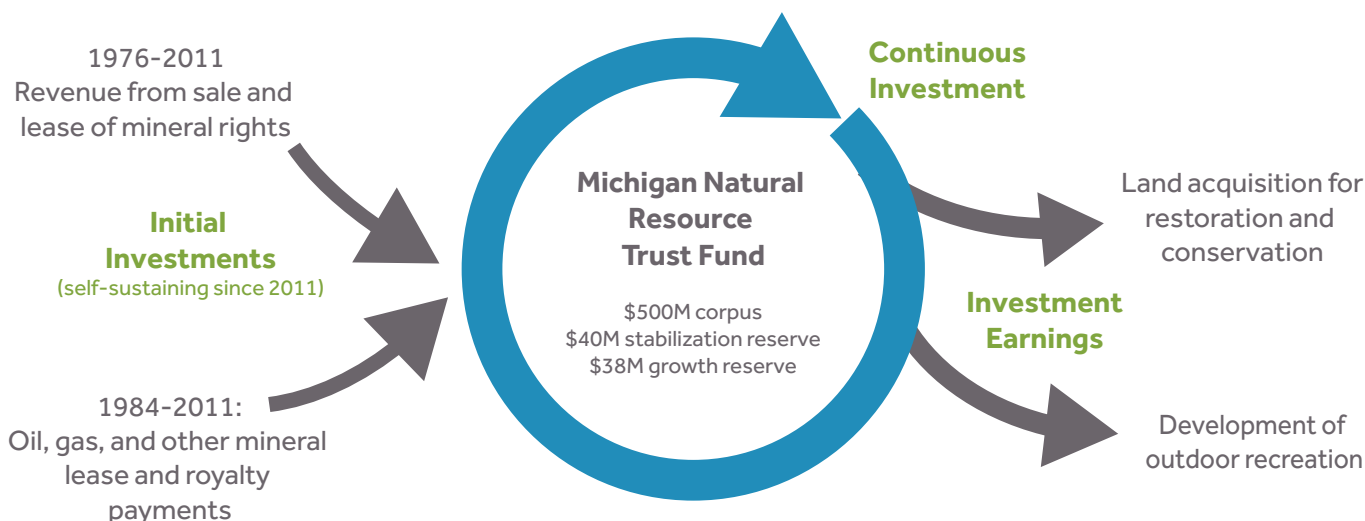 1976-2011
Revenue from sale and
lease of mineral rights
Initial
Investments
(self-sustaining since 2011)
1984-2011:
Oil, gas, and other mineral
lease and royalty
payments
Michigan Natural
Resource
Trust Fund
$500M corpus
$40M stabilization reserve
$38M growth reserve
Continuous
Investment
Land acquisition for
restoration and
conservation
Investment
Earnings
Development of
outdoor recreation